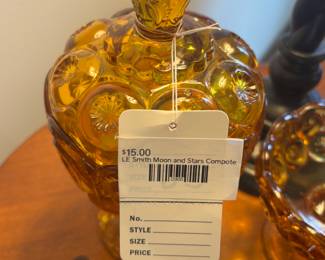 $15.00
LE Smith Moon and Stars Compote
No.
STYLE
SIZE
PRICE